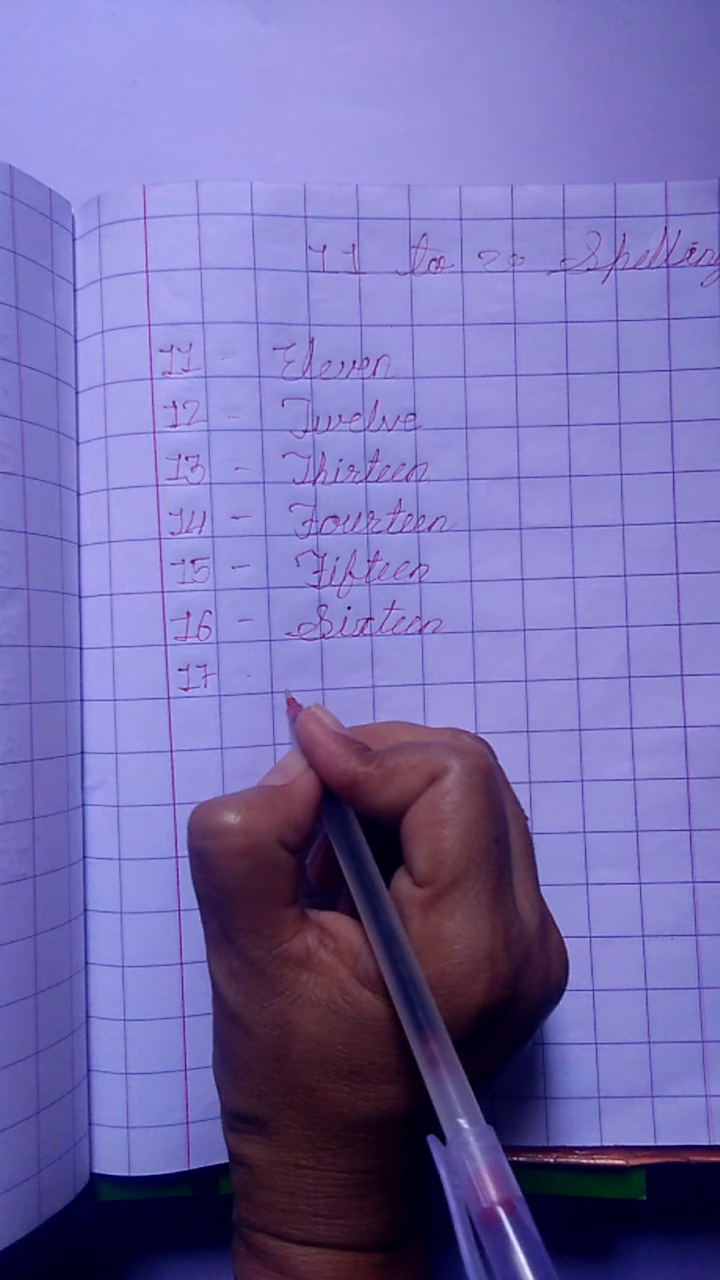 11 to 20 Spelling
11 - Eleven
12 - Twelve
13 - Thirteen
14 - Fourteen
15 - Fifteen
16 - Sixteen
17 -